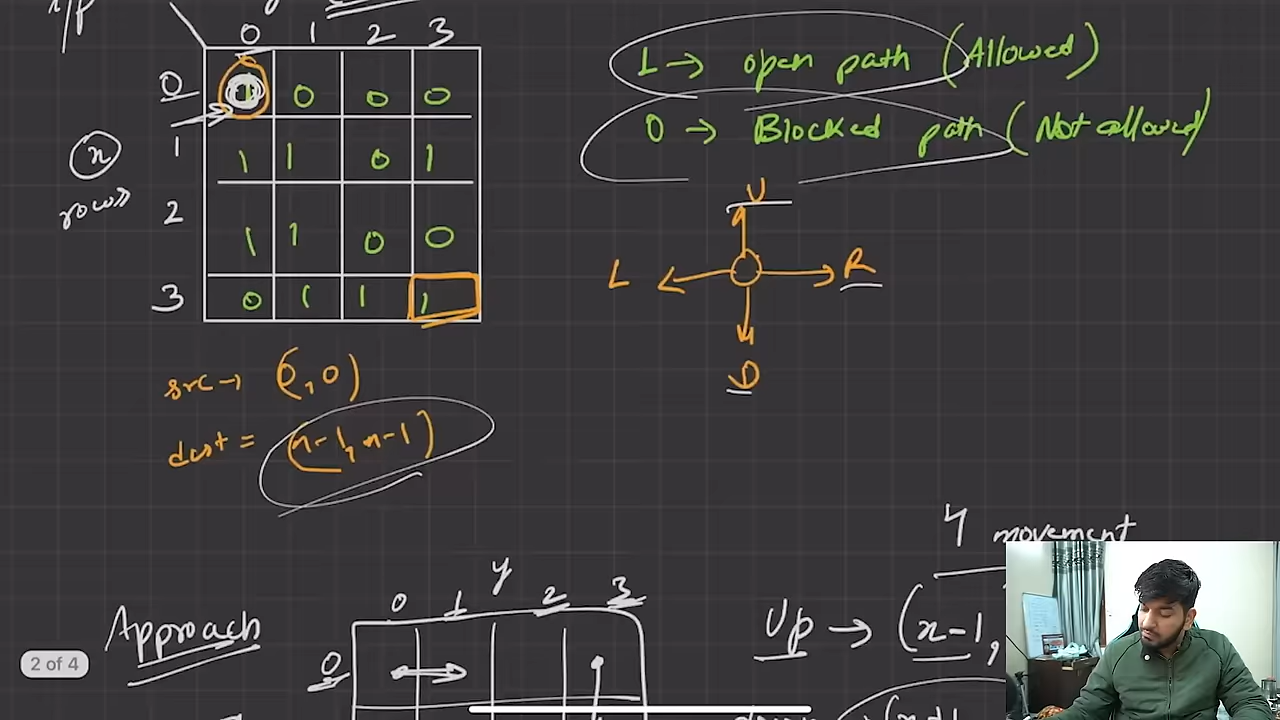 i/p
0 1 2 3
0 1 0 0 0
1 1 1 0 1
2 1 1 0 0
3 0 1 1 1
n
rows
1 → open path (Allowed)
0 → Blocked path (Not allowed)
U
L R
D
src → (0, 0)
dest = (n-1, n-1)
4 movement
Approach
y
0 1 2 3
0
Up → (x-1,
down → (x+1
2 of 4